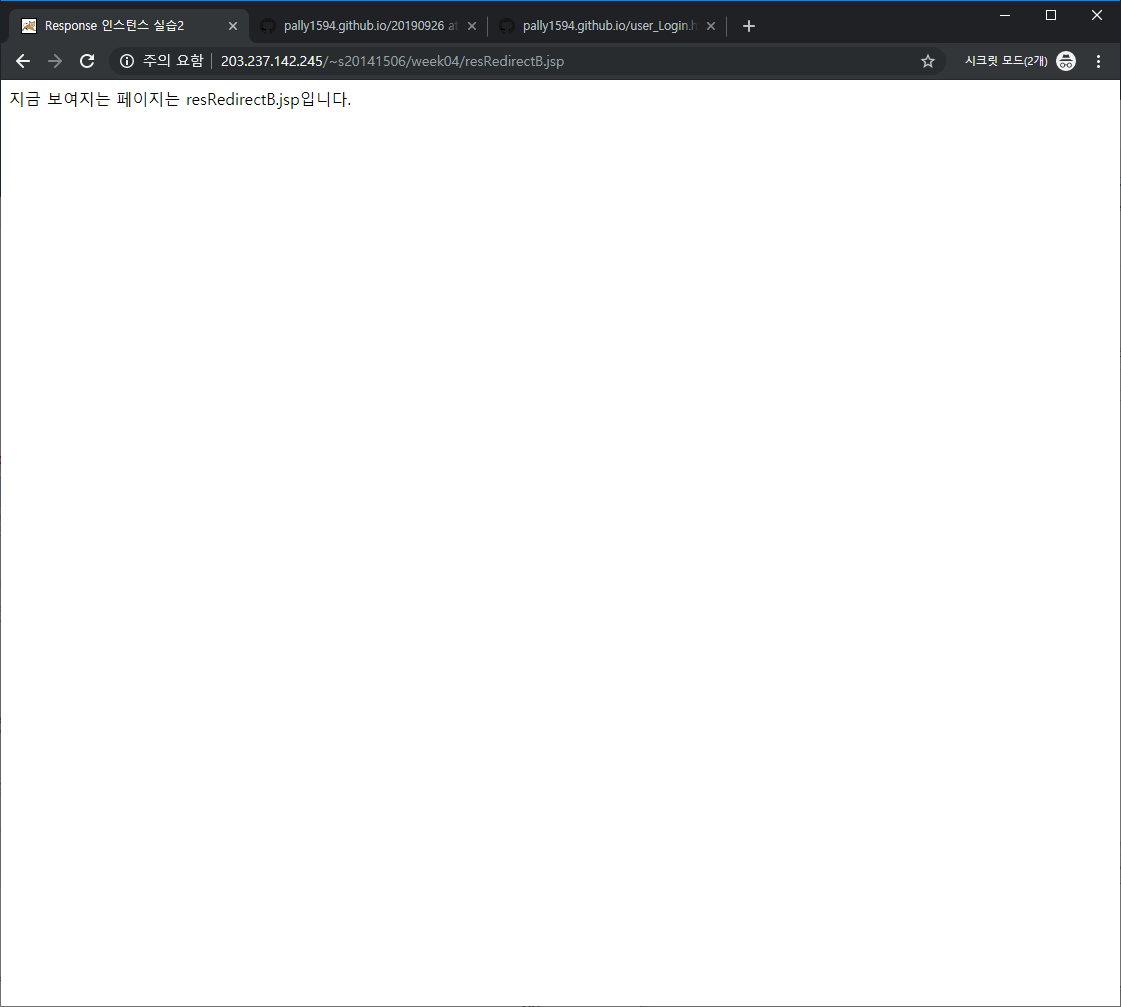 Response 인스턴스 실습2
pally1594.github.io/20190926 at
pally1594.github.io/user_Login.h
주의 요함 203.237.142.245/~s20141506/week04/resRedirectB.jsp
시크릿 모드(2개)
지금 보여지는 페이지는 resRedirectB.jsp입니다.